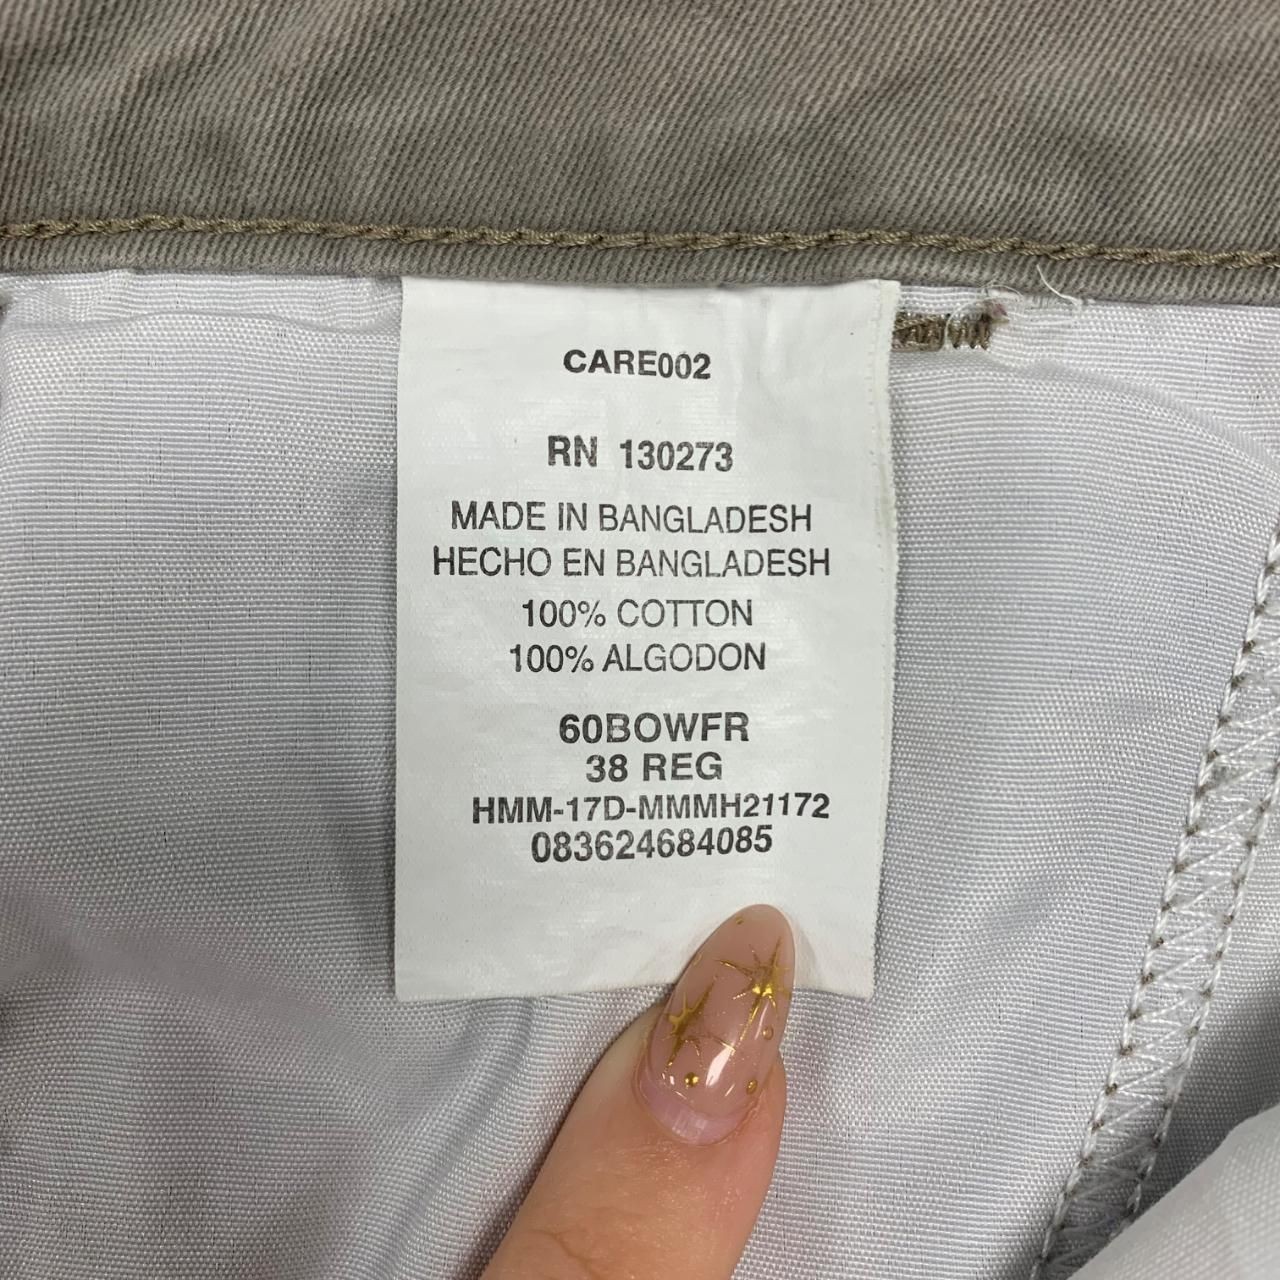 CARE002
RN 130273
MADE IN BANGLADESH
HECHO EN BANGLADESH
100% COTTON
100% ALGODON
60BOWFR
38 REG
HMM-17D-MMMH21172
083624684085